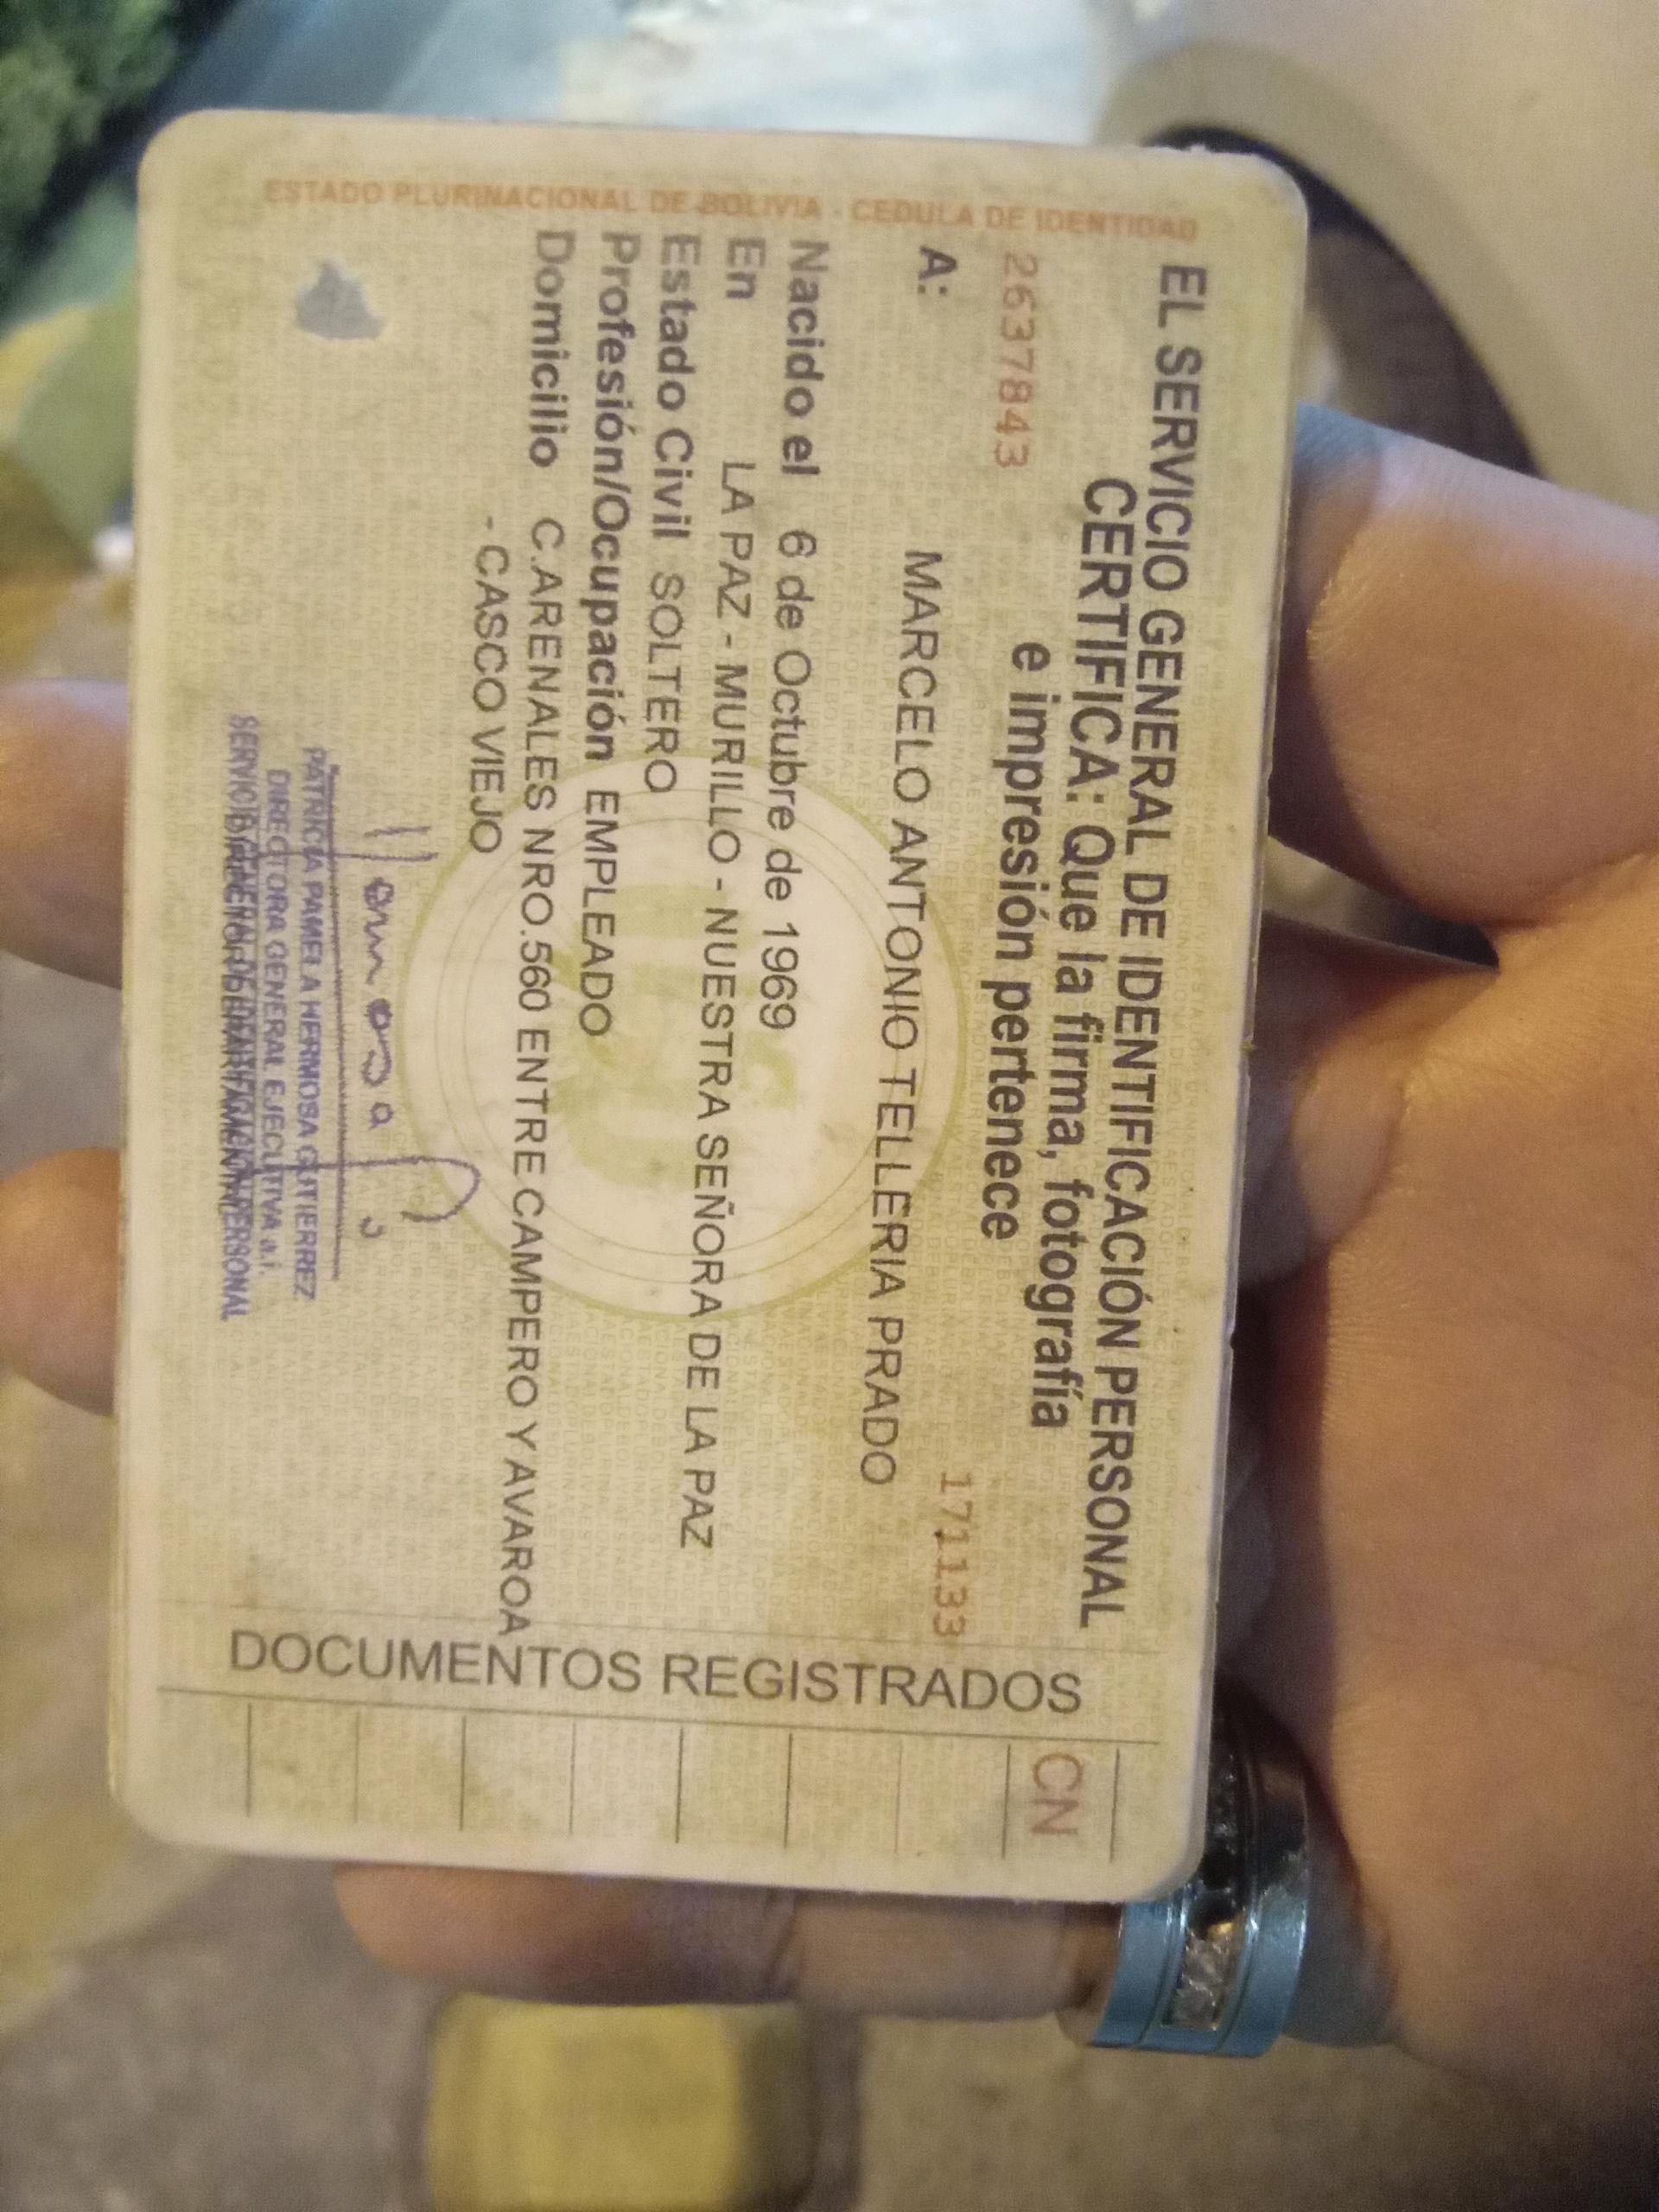 ESTADO PLURINACIONAL DE BOLIVIA - CEDULA DE IDENTIDAD
EL SERVICIO GENERAL DE IDENTIFICACIÓN PERSONAL
CERTIFICA: Que la firma, fotografía
e impresión pertenece
2637843
171133
A: MARCELO ANTONIO TELLERIA PRADO
Nacido el 6 de Octubre de 1969
En LA PAZ - MURILLO - NUESTRA SEÑORA DE LA PAZ
Estado Civil SOLTERO
Profesión/Ocupación EMPLEADO
Domicilio C.ARENALES NRO.560 ENTRE CAMPERO Y AVAROA
- CASCO VIEJO
PATRICIA PAMELA HERMOSA GUTIERREZ
DIRECTORA GENERAL EJECUTIVA a.i.
SERVICIO GENERAL DE IDENTIFICACIÓN PERSONAL
DOCUMENTOS REGISTRADOS
CN